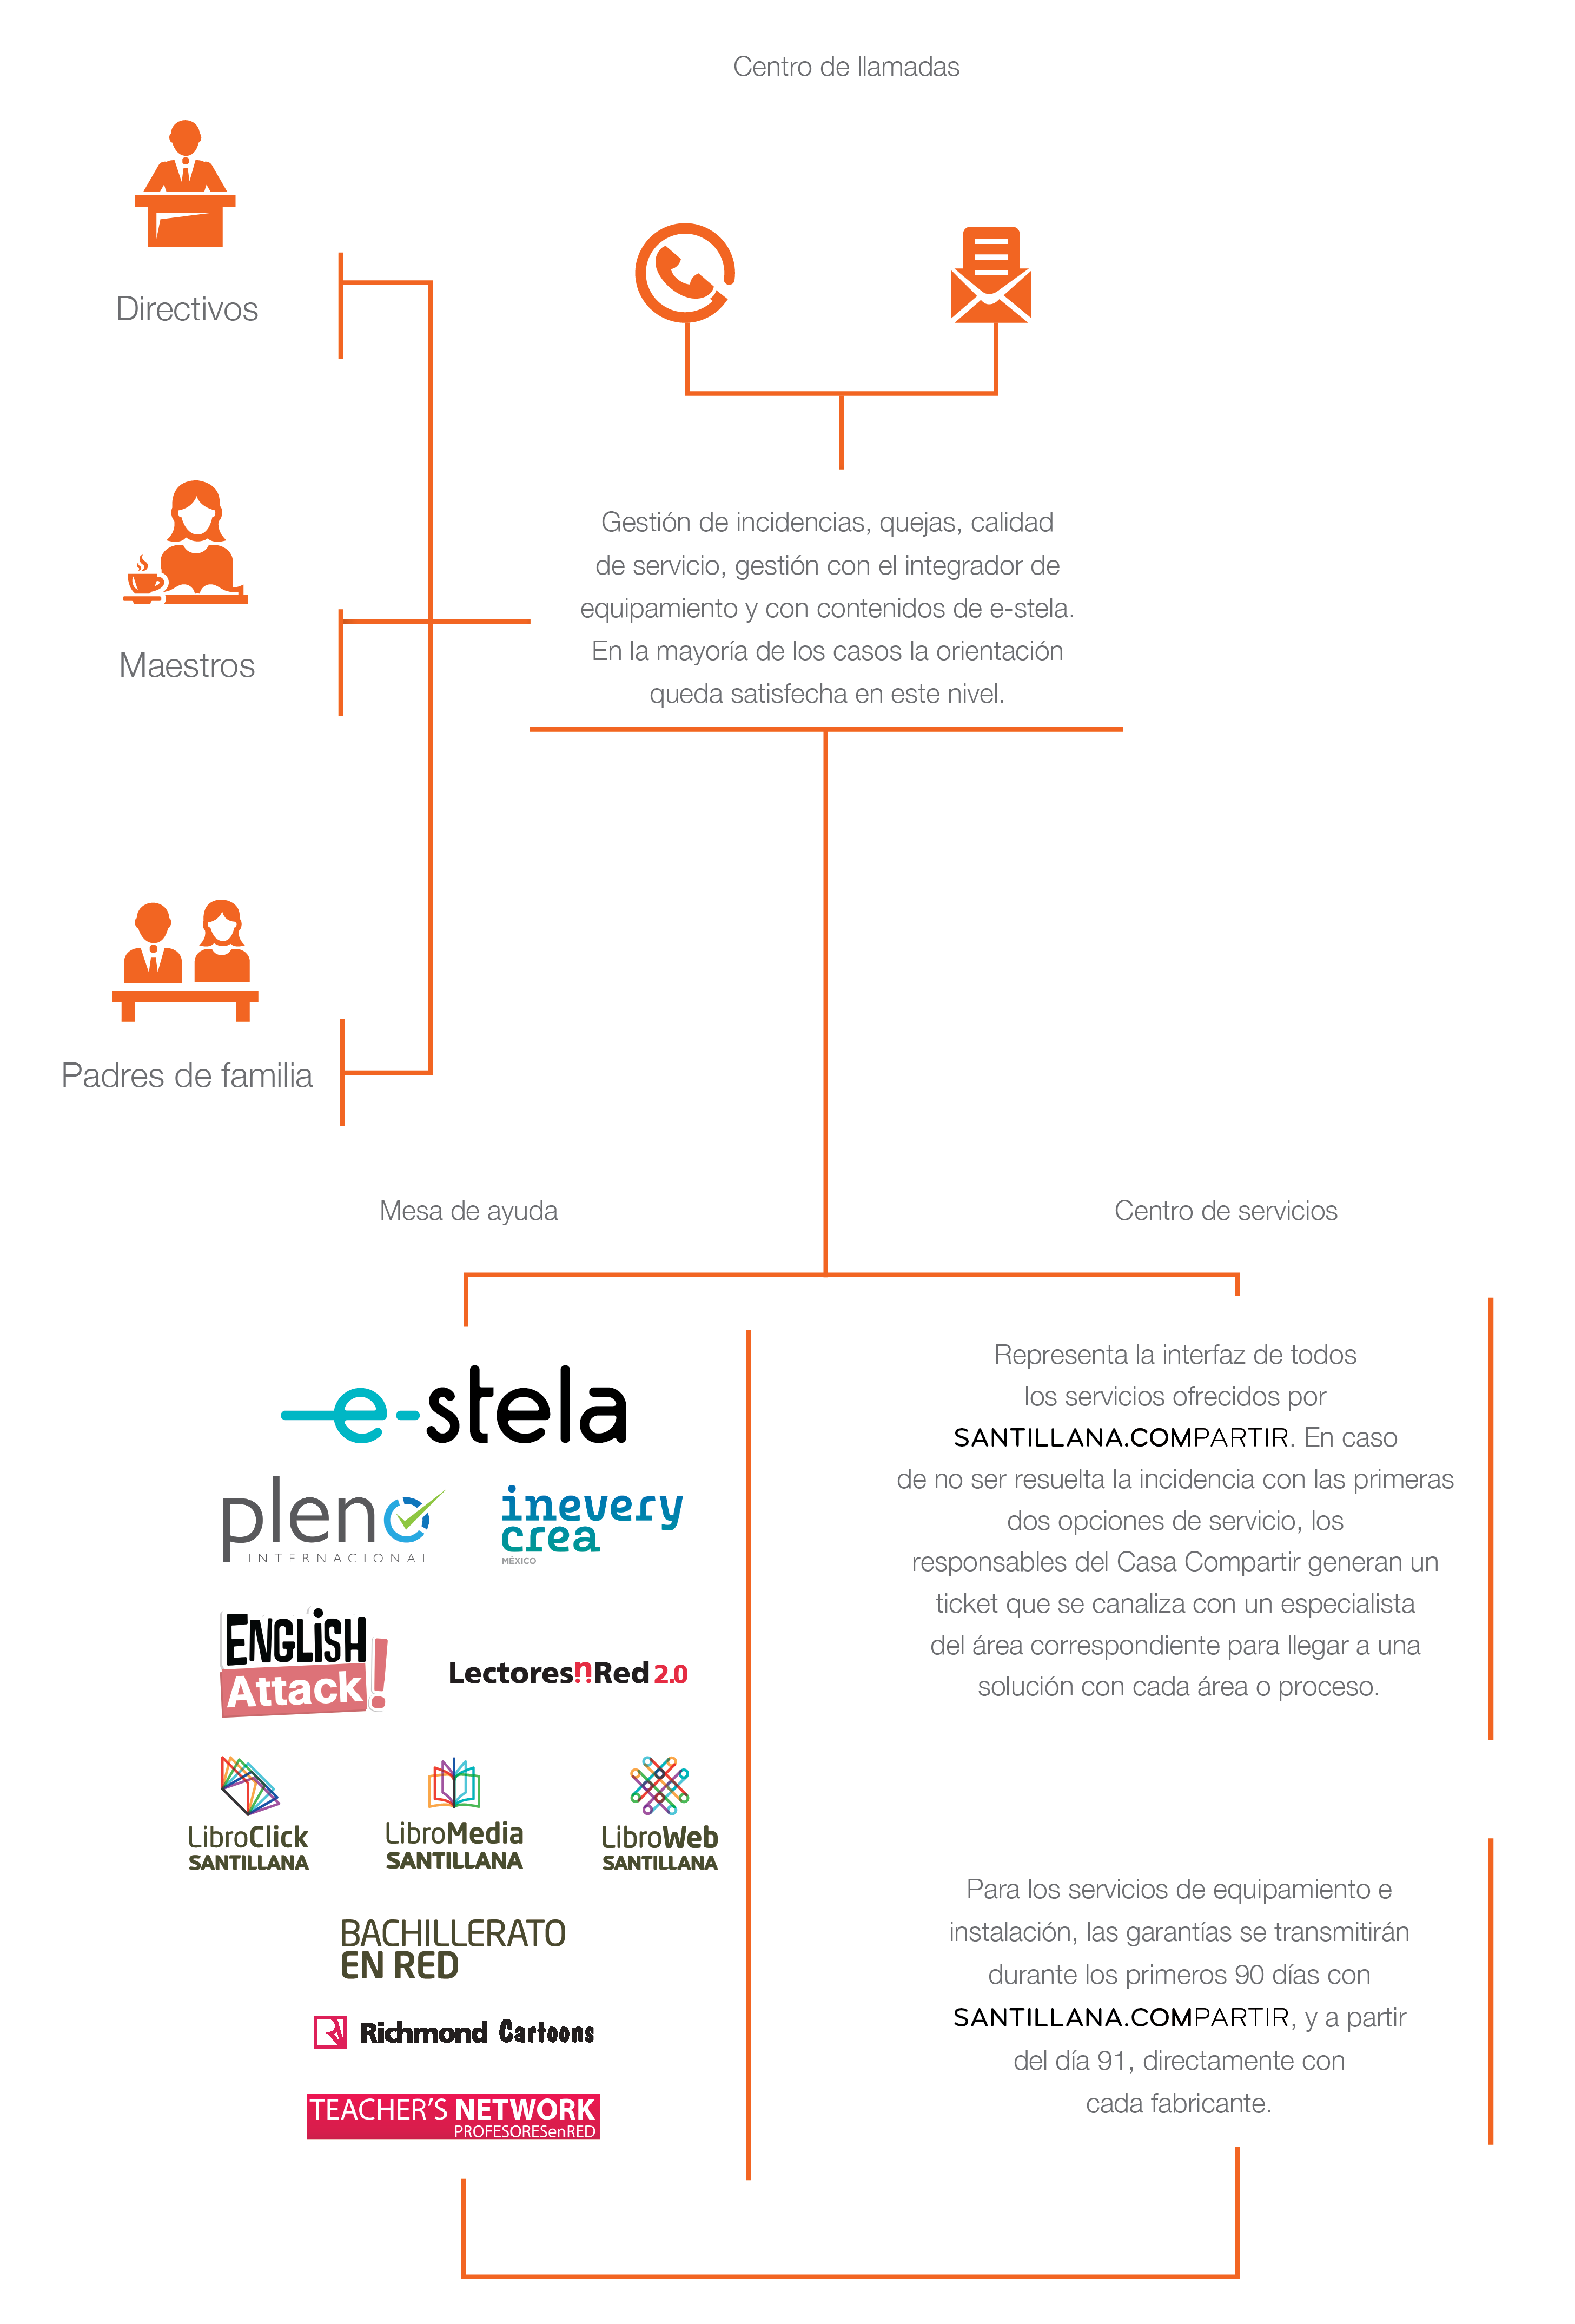 Centro de llamadas
Directivos
Maestros
Padres de familia
Gestión de incidencias, quejas, calidad
de servicio, gestión con el integrador de
equipamiento y con contenidos de e-stela.
En la mayoría de los casos la orientación
queda satisfecha en este nivel.
Mesa de ayuda
e-stela
pleno
INTERNACIONAL
inevery
crea
MÉXICO
ENGLiSH
Attack!
LectoresnRed 2.0
LibroClick
SANTILLANA
LibroMedia
SANTILLANA
LibroWeb
SANTILLANA
BACHILLERATO
EN RED
Richmond Cartoons
TEACHER'S NETWORK
PROFESORESenRED
Centro de servicios
Representa la interfaz de todos
los servicios ofrecidos por
SANTILLANA.COMPARTIR. En caso
de no ser resuelta la incidencia con las primeras
dos opciones de servicio, los
responsables del Casa Compartir generan un
ticket que se canaliza con un especialista
del área correspondiente para llegar a una
solución con cada área o proceso.
Para los servicios de equipamiento e
instalación, las garantías se transmitirán
durante los primeros 90 días con
SANTILLANA.COMPARTIR, y a partir
del día 91, directamente con
cada fabricante.